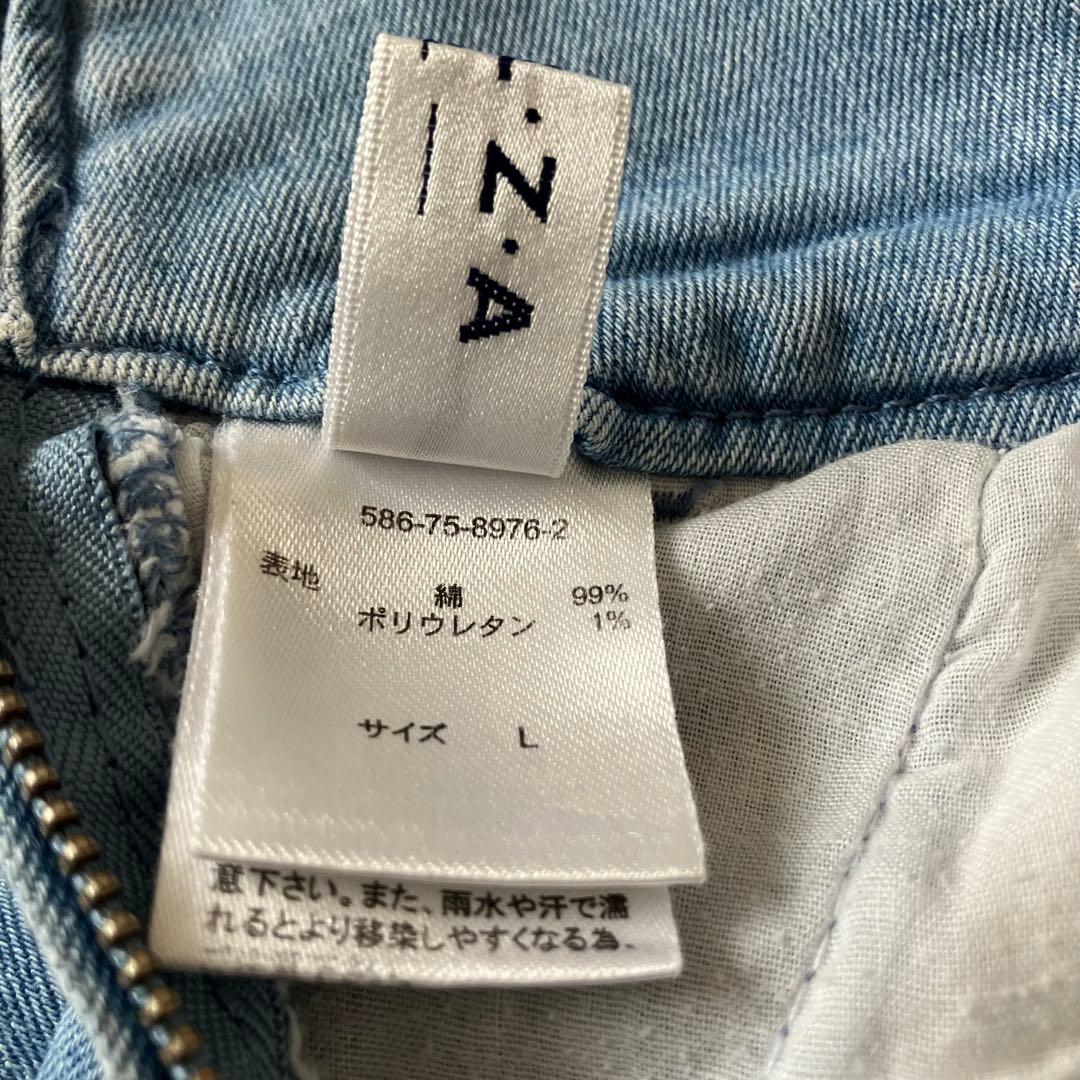 ・Z・A
586-75-8976-2
表地 綿 99%
ポリウレタン 1%
サイズ L
意下さい。また、雨水や汗で濡
れるとより移染しやすくなる為、